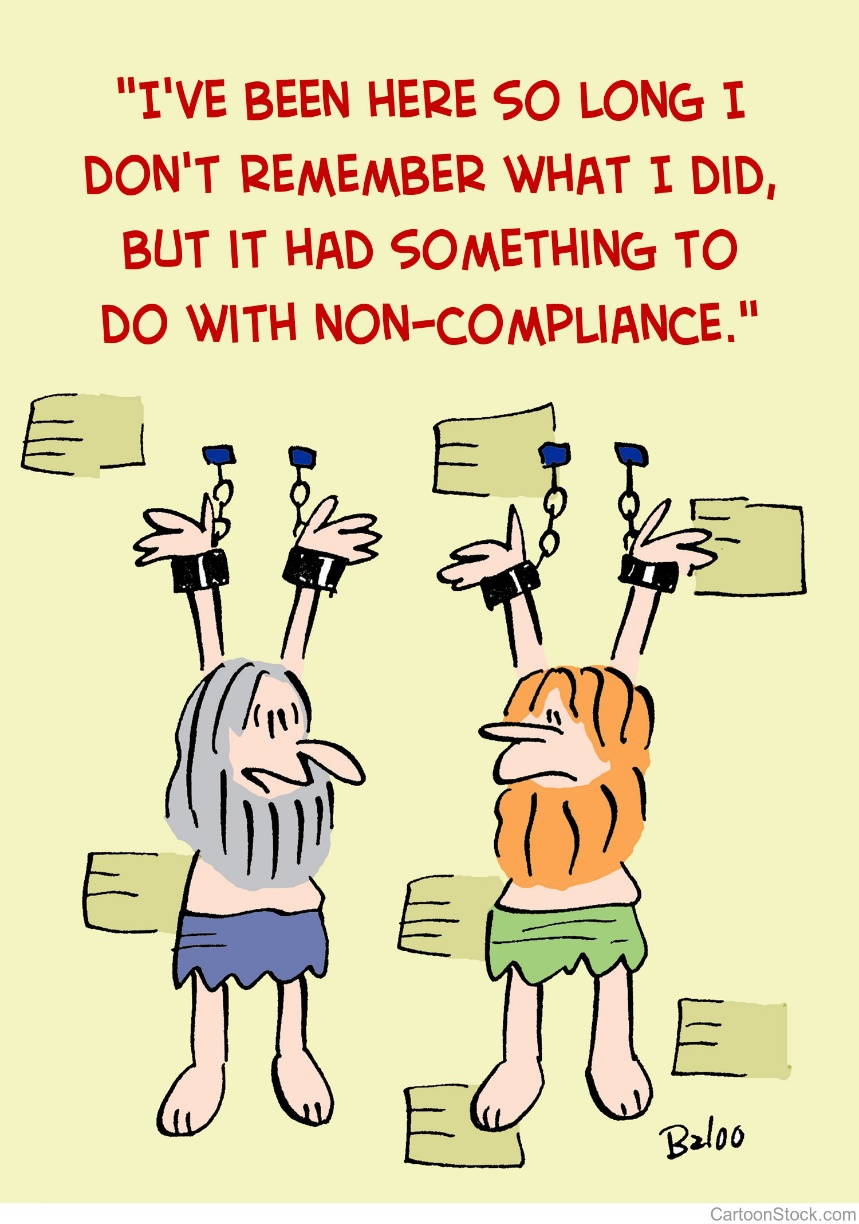 "I'VE BEEN HERE SO LONG I
DON'T REMEMBER WHAT I DID,
BUT IT HAD SOMETHING TO
DO WITH NON-COMPLIANCE."
Baloo
CartoonStock.com